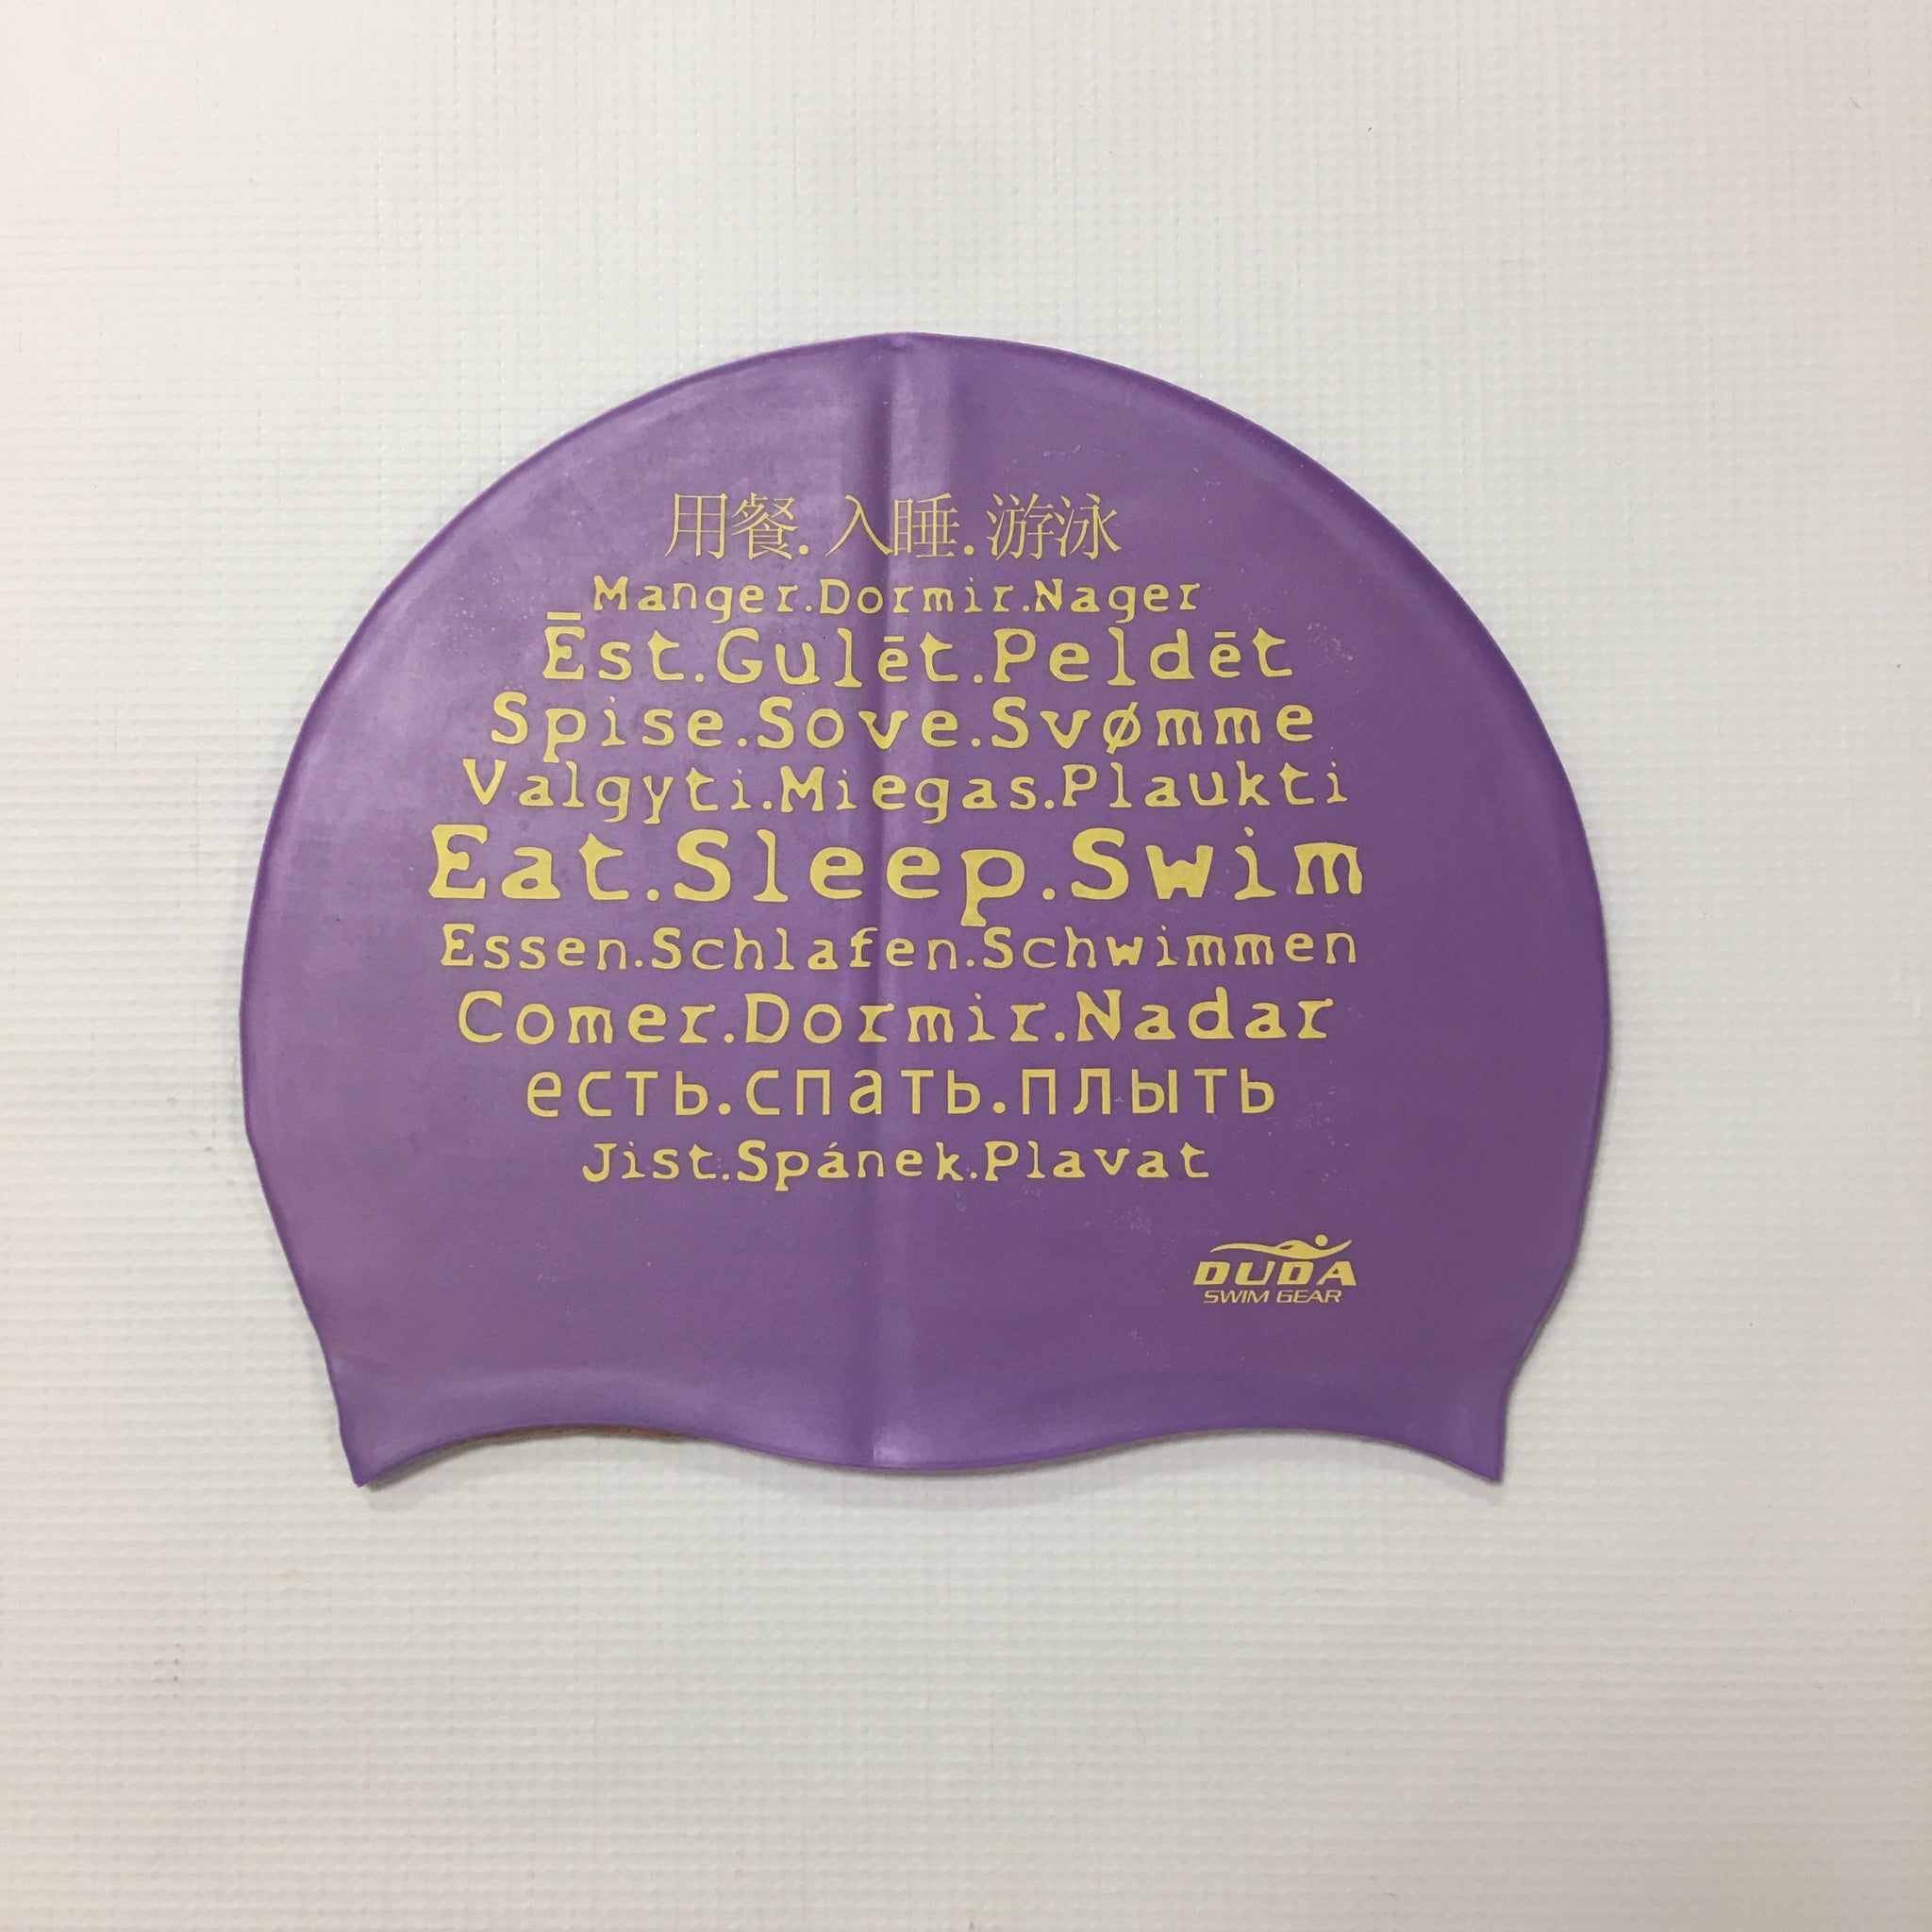 用餐.入睡.游泳
Manger.Dormir.Nager
Ēst.Gulēt.Peldēt
Spise.Sove.Svømme
Valgyti.Miegas.Plaukti
Eat.Sleep.Swim
Essen.Schlafen.Schwimmen
Comer.Dormir.Nadar
есть.спать.плыть
Jist.Spánek.Plavat
DUDA
SWIM GEAR